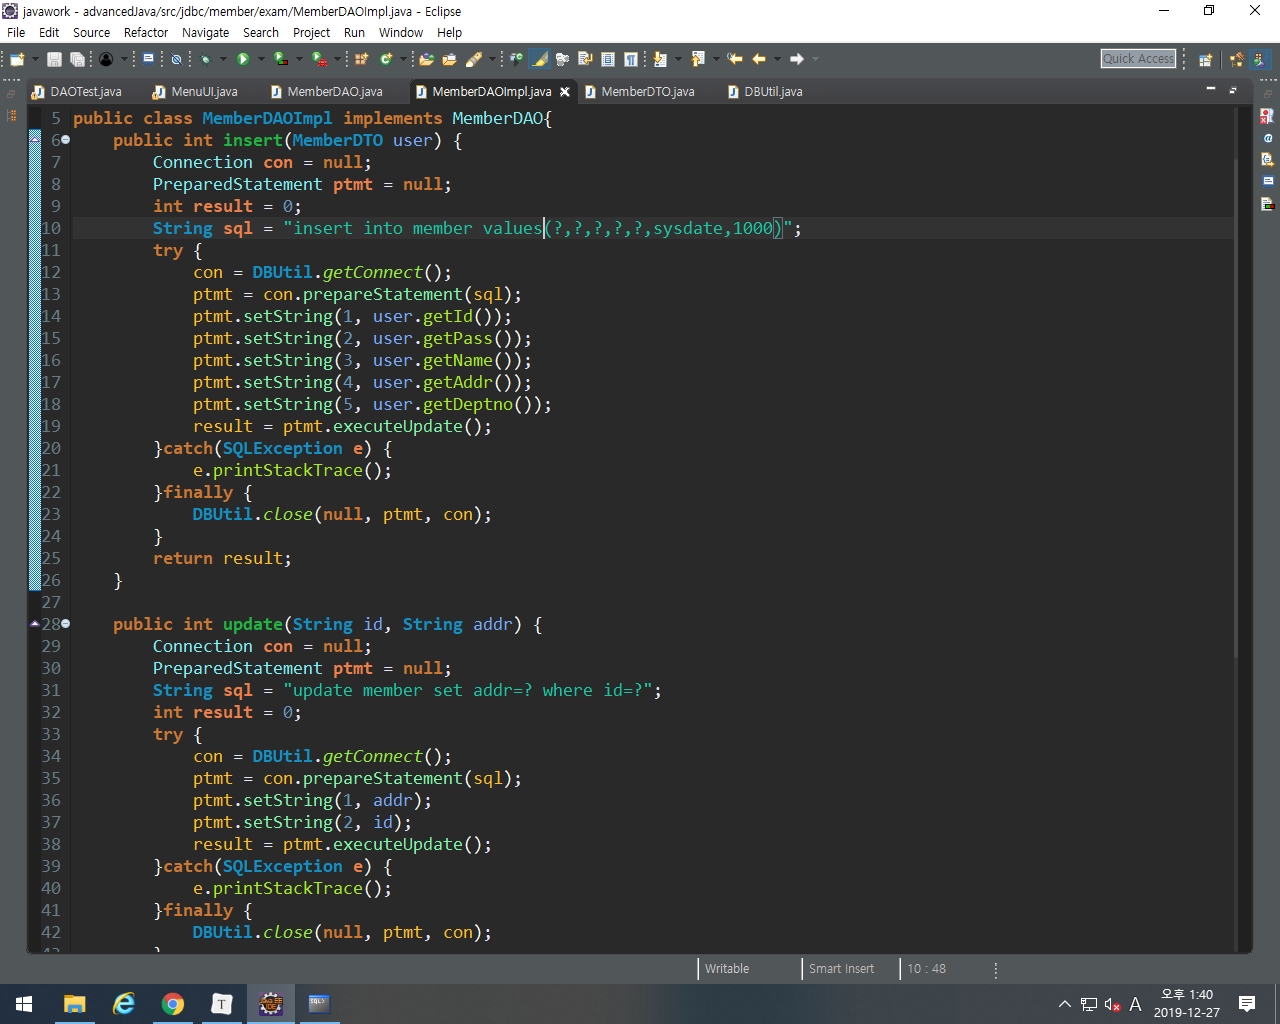 javawork - advancedJava/src/jdbc/member/exam/MemberDAOImpl.java - Eclipse
File Edit Source Refactor Navigate Search Project Run Window Help
Quick Access
DAOTest.java MenuUI.java MemberDAO.java MemberDAOImpl.java MemberDTO.java DBUtil.java
5 public class MemberDAOImpl implements MemberDAO{
6 public int insert(MemberDTO user) {
7 Connection con = null;
8 PreparedStatement ptmt = null;
9 int result = 0;
10 String sql = "insert into member values(?,?,?,?,?,sysdate,1000)";
11 try {
12 con = DBUtil.getConnect();
13 ptmt = con.prepareStatement(sql);
14 ptmt.setString(1, user.getId());
15 ptmt.setString(2, user.getPass());
16 ptmt.setString(3, user.getName());
17 ptmt.setString(4, user.getAddr());
18 ptmt.setString(5, user.getDeptno());
19 result = ptmt.executeUpdate();
20 }catch(SQLException e) {
21 e.printStackTrace();
22 }finally {
23 DBUtil.close(null, ptmt, con);
24 }
25 return result;
26 }
27
28 public int update(String id, String addr) {
29 Connection con = null;
30 PreparedStatement ptmt = null;
31 String sql = "update member set addr=? where id=?";
32 int result = 0;
33 try {
34 con = DBUtil.getConnect();
35 ptmt = con.prepareStatement(sql);
36 ptmt.setString(1, addr);
37 ptmt.setString(2, id);
38 result = ptmt.executeUpdate();
39 }catch(SQLException e) {
40 e.printStackTrace();
41 }finally {
42 DBUtil.close(null, ptmt, con);
Writable Smart Insert 10 : 48
T
A
오후 1:40
2019-12-27